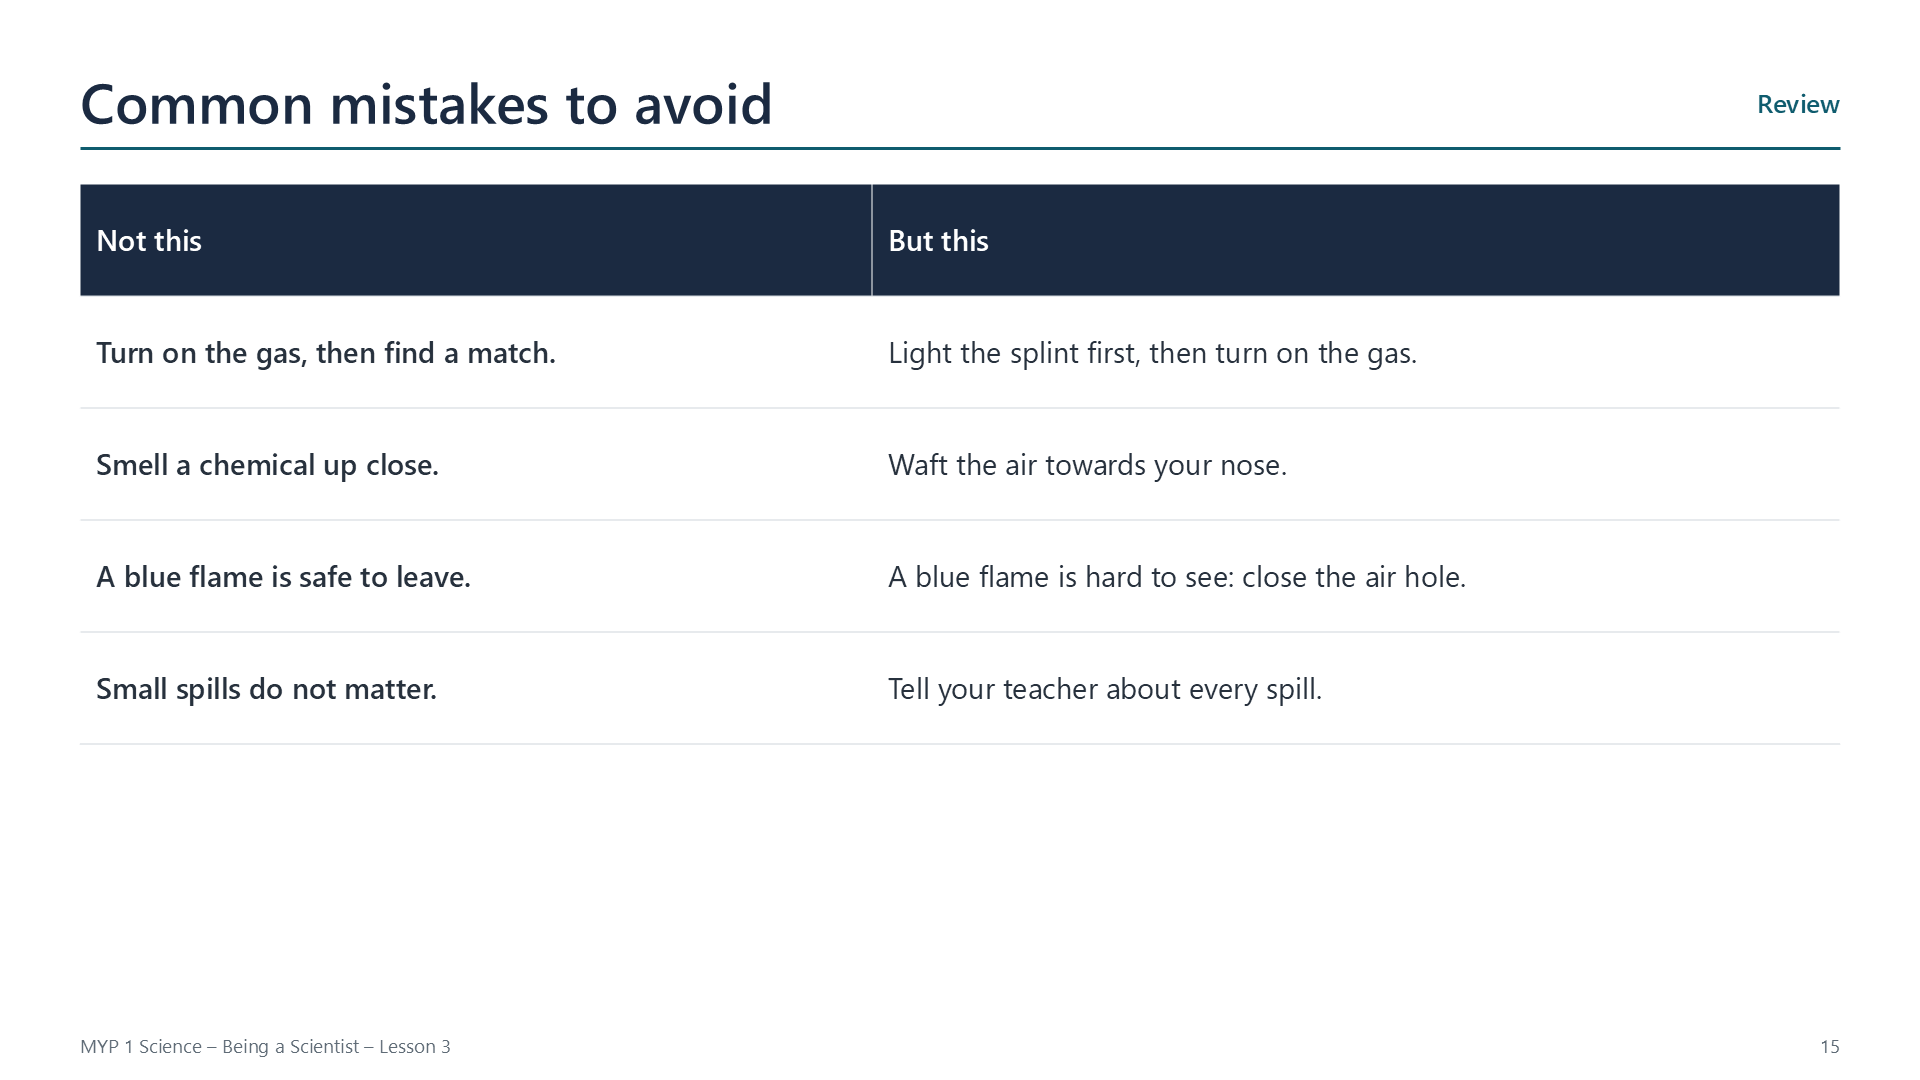 Common mistakes to avoid
Review
Not this
But this
Turn on the gas, then find a match.
Light the splint first, then turn on the gas.
Smell a chemical up close.
Waft the air towards your nose.
A blue flame is safe to leave.
A blue flame is hard to see: close the air hole.
Small spills do not matter.
Tell your teacher about every spill.
MYP 1 Science – Being a Scientist – Lesson 3
15